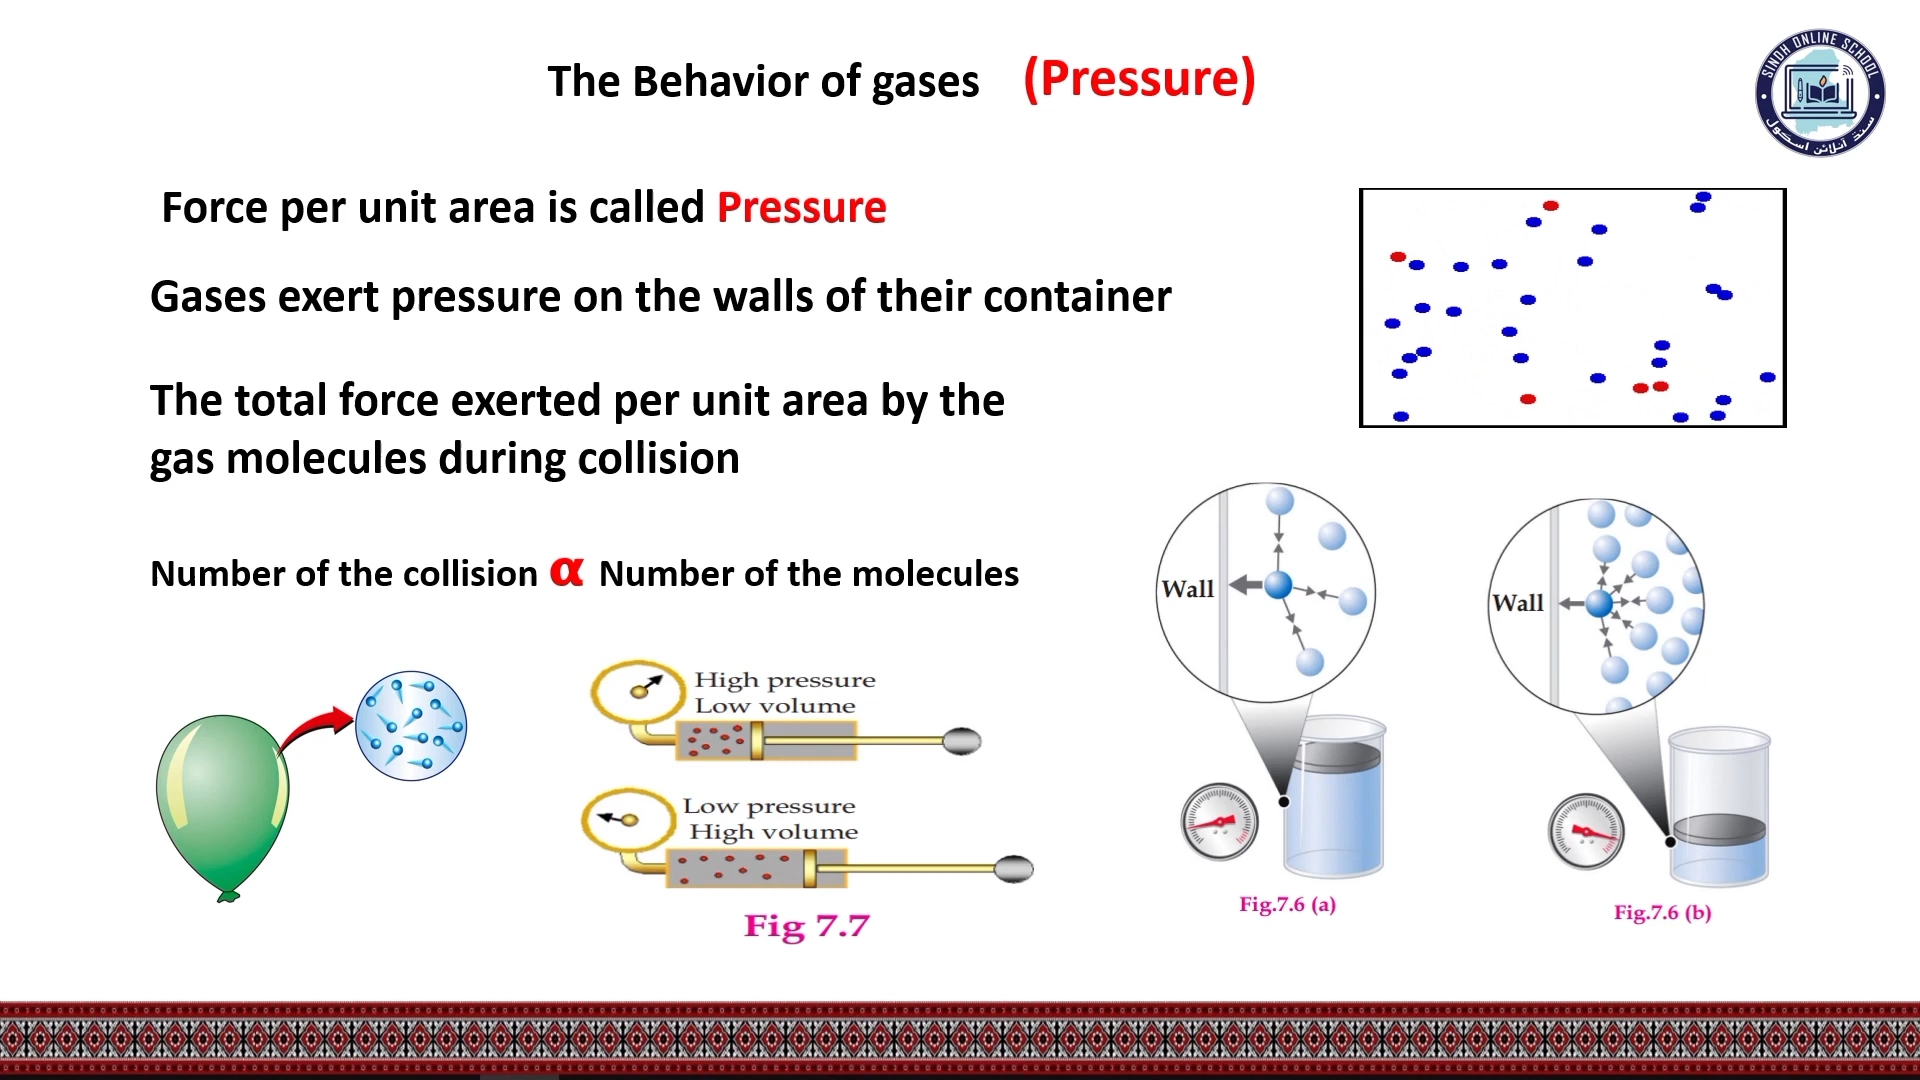 The Behavior of gases (Pressure)
SINDH ONLINE SCHOOL
سنڌ آنلائن اسڪول
Force per unit area is called Pressure
Gases exert pressure on the walls of their container
The total force exerted per unit area by the
gas molecules during collision
Number of the collision α Number of the molecules
High pressure
Low volume
Low pressure
High volume
Fig 7.7
Wall
Fig.7.6 (a)
Wall
Fig.7.6 (b)